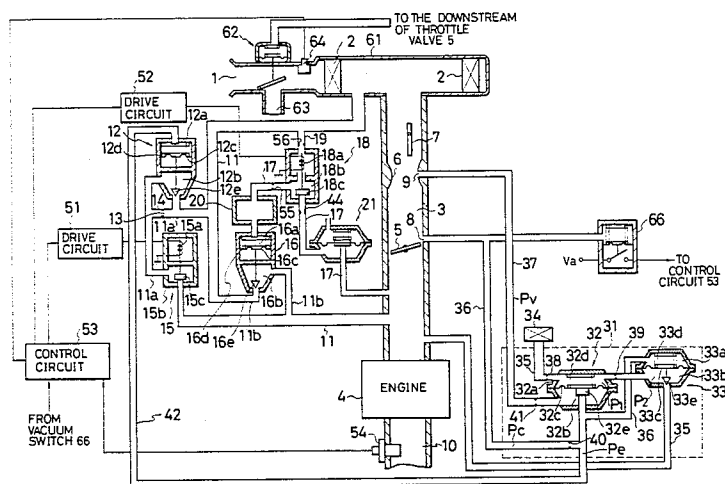 TO THE DOWNSTREAM
OF THROTTLE
VALVE 5
62
64
2
61
52
1
2
DRIVE
CIRCUIT
63
12a
12
12c
56
19
7
12d
11
18a
18
17
6
12b
18b
51
12e
18c
9
14
20
55
44
17
21
3
66
13
DRIVE
CIRCUIT
11a
15a
16a
16
5
8
16c
Va
TO
CONTROL
CIRCUIT 53
11a
17
37
53
15c
16b
11b
36
Pv
15b
16d
34
31
15
16e
11b
11
32
33d
CONTROL
CIRCUIT
35
38
32d
39
33a
4
ENGINE
32a
33b
FROM
VACUUM
SWITCH 66
42
P1
P2
33c
33
41
32c
33e
54
Pc
32b
32e
36
40
35
10
Pe